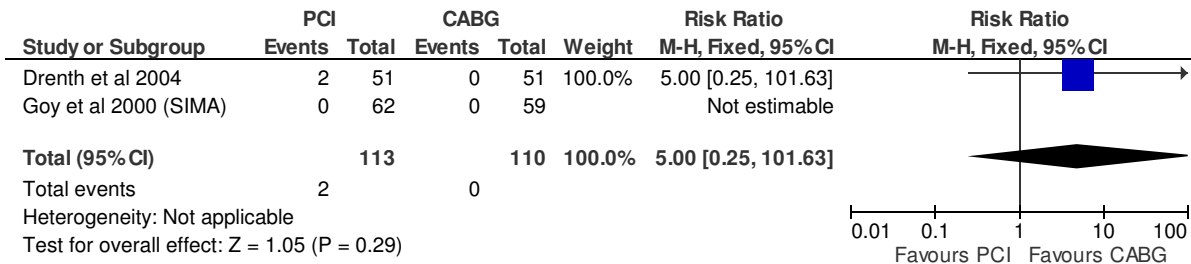 PCI CABG Risk Ratio Risk Ratio
Study or Subgroup Events Total Events Total Weight M-H, Fixed, 95% CI M-H, Fixed, 95% CI
Drenth et al 2004 2 51 0 51 100.0% 5.00 [0.25, 101.63]
Goy et al 2000 (SIMA) 0 62 0 59 Not estimable
Total (95% CI) 113 110 100.0% 5.00 [0.25, 101.63]
Total events 2 0
Heterogeneity: Not applicable
Test for overall effect: Z = 1.05 (P = 0.29)
0.01 0.1 1 10 100
Favours PCI Favours CABG